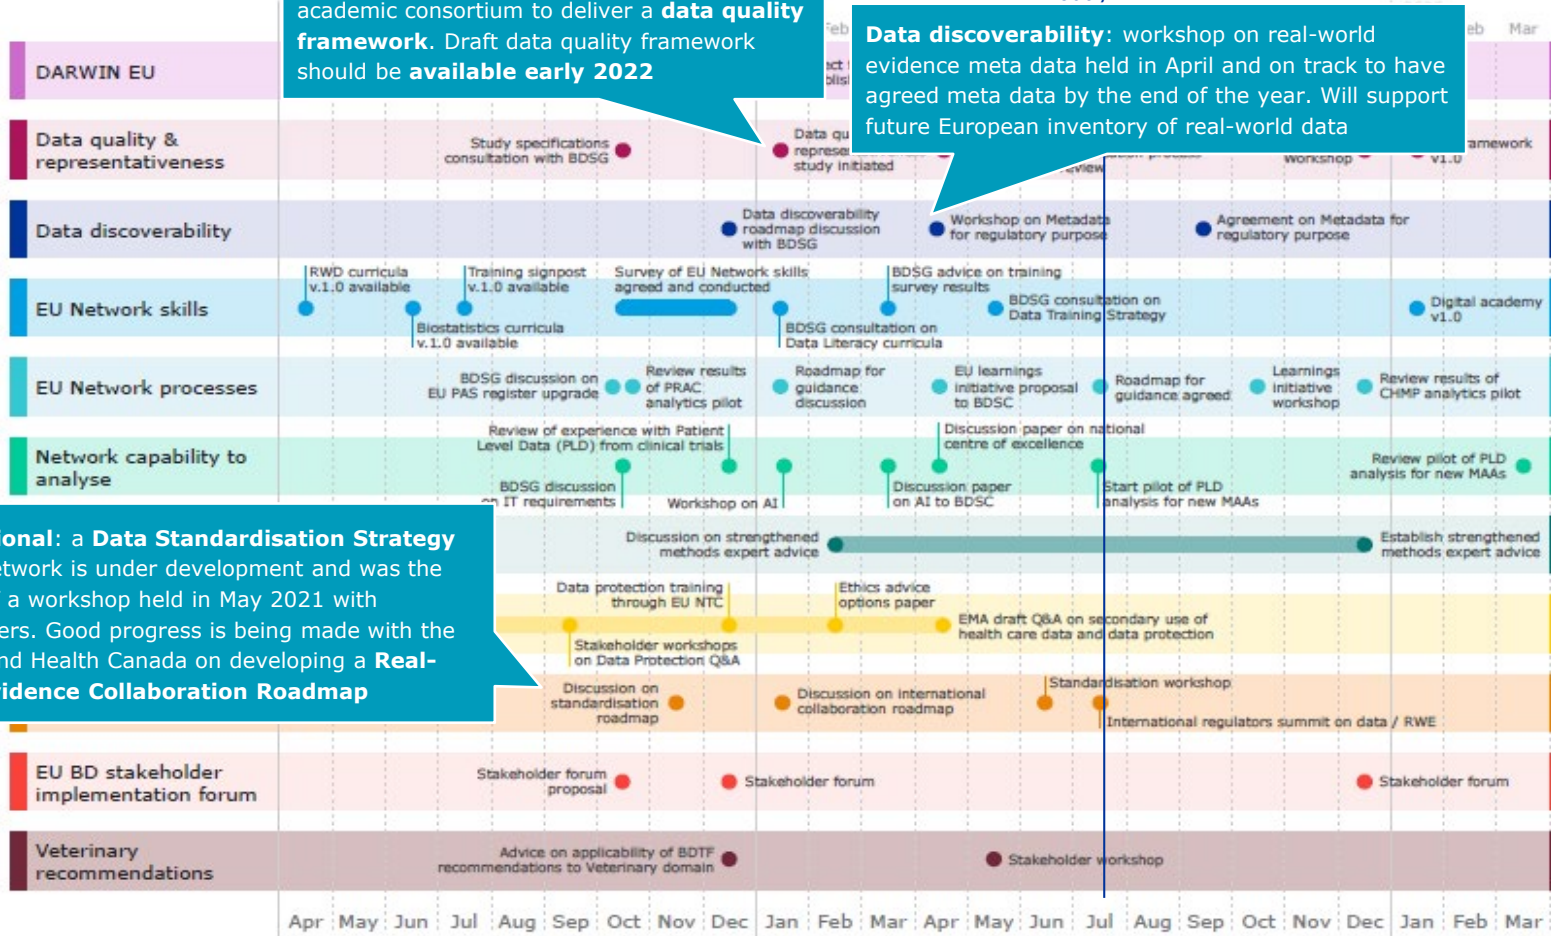 academic consortium to deliver a data quality
framework. Draft data quality framework
should be available early 2022
Data discoverability: workshop on real-world
evidence meta data held in April and on track to have
agreed meta data by the end of the year. Will support
future European inventory of real-world data
Mar
DARWIN EU
Data quality &
representativeness
Study specifications
consultation with BDSG
study initiated
Workshop
v1.0
Data discoverability
Data discoverability
roadmap discussion
with BDSG
Workshop on Metadata
for regulatory purpose
Agreement on Metadata for
regulatory purpose
EU Network skills
RWD curricula
v.1.0 available
Biostatistics curricula
v.1.0 available
Training signpost
v.1.0 available
Survey of EU Network skills
agreed and conducted
BDSG consultation on
Data Literacy curricula
BDSG advice on training
survey results
BDSG consultation on
Data Training Strategy
Digital academy
v1.0
EU Network processes
BDSG discussion on
EU PAS register upgrade
Review results
of PRAC
analytics pilot
Roadmap for
guidance
discussion
EU learnings
initiative proposal
to BDSC
Roadmap for
guidance agreed
Learnings
initiative
workshop
Review results of
CHMP analytics pilot
Network capability to
analyse
Review of experience with Patient
Level Data (PLD) from clinical trials
BDSG discussion
on IT requirements
Workshop on AI
Discussion paper
on AI to BDSC
Discussion paper on national
centre of excellence
Start pilot of PLD
analysis for new MAAs
Review pilot of PLD
analysis for new MAAs
Discussion on strengthened
methods expert advice
Establish strengthened
methods expert advice
ional: a Data Standardisation Strategy
etwork is under development and was the
a workshop held in May 2021 with
ers. Good progress is being made with the
nd Health Canada on developing a Real-
vidence Collaboration Roadmap
Data protection training
through EU NTC
Stakeholder workshops
on Data Protection Q&A
Ethics advice
options paper
EMA draft Q&A on secondary use of
health care data and data protection
Discussion on
standardisation
roadmap
Discussion on international
collaboration roadmap
Standardisation workshop
International regulators summit on data / RWE
EU BD stakeholder
implementation forum
Stakeholder forum
proposal
Stakeholder forum
Stakeholder forum
Veterinary
recommendations
Advice on applicability of BDTF
recommendations to Veterinary domain
Stakeholder workshop
Apr May Jun Jul Aug Sep Oct Nov Dec Jan Feb Mar Apr May Jun Jul Aug Sep Oct Nov Dec Jan Feb Mar